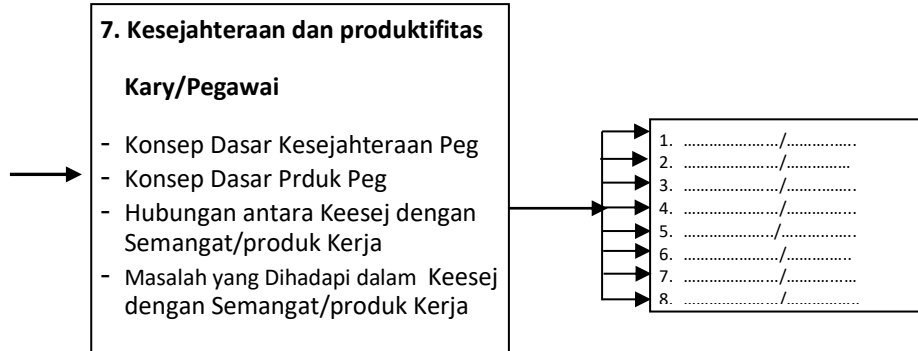 7. Kesejahteraan dan produktifitas
Kary/Pegawai
- Konsep Dasar Kesejahteraan Peg
- Konsep Dasar Prduk Peg
- Hubungan antara Keesej dengan
Semangat/produk Kerja
- Masalah yang Dihadapi dalam Keesej
dengan Semangat/produk Kerja
1. ...................../...............
2. ...................../..............
3. ...................../...............
4. ...................../...............
5. ..................../................
6. ...................../..............
7. ...................../...............
8. ...................../................